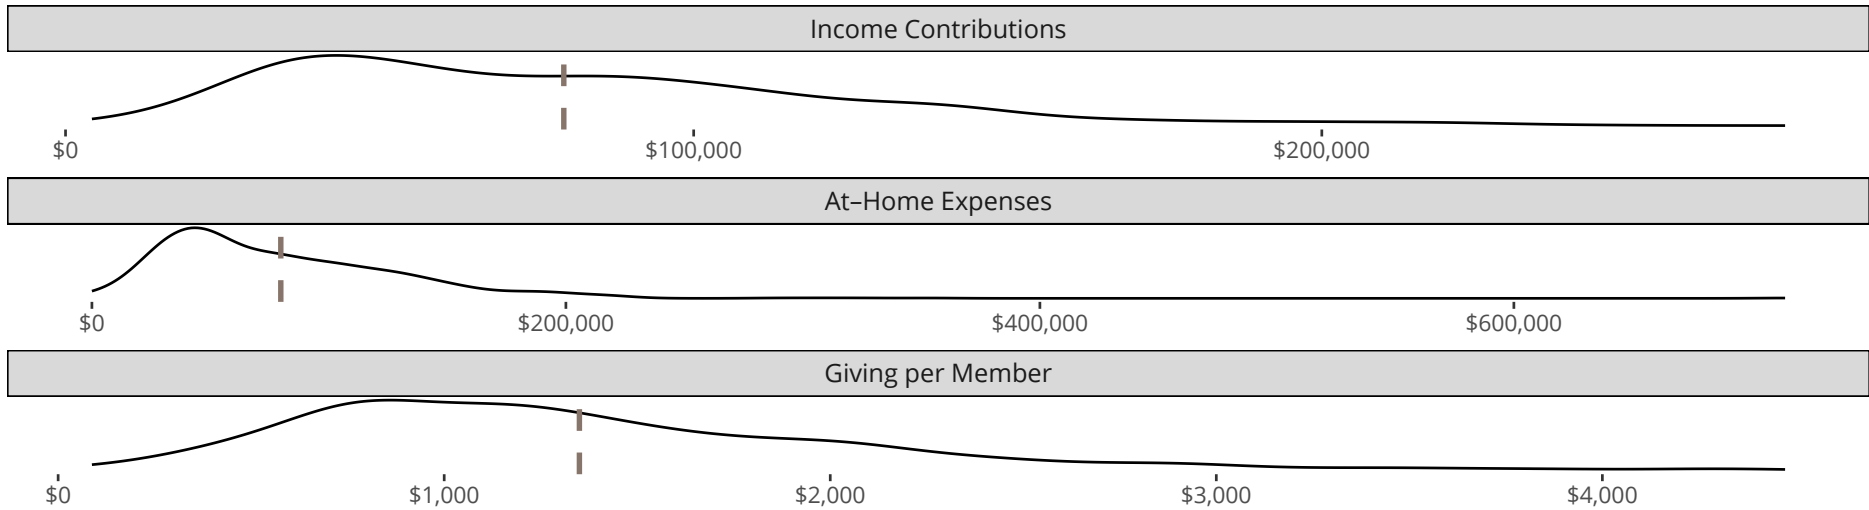 Income Contributions
$0 $100,000 $200,000
At–Home Expenses
$0 $200,000 $400,000 $600,000
Giving per Member
$0 $1,000 $2,000 $3,000 $4,000